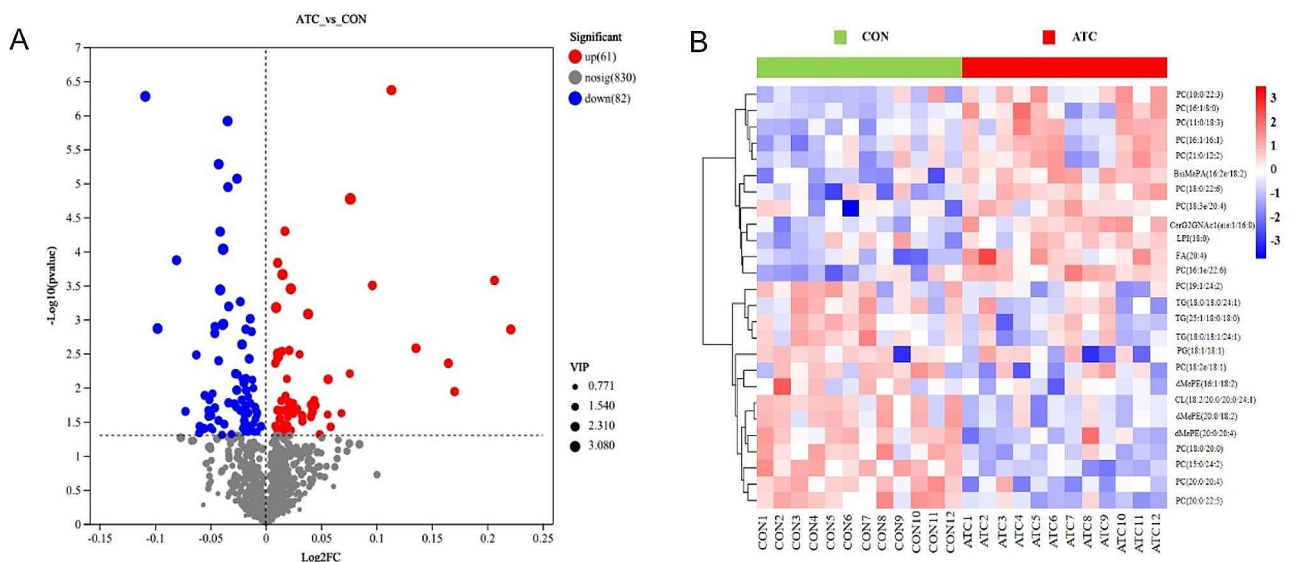 A
ATC_vs_CON
7
6.5
6
5.5
5
4.5
4
3.5
3
2.5
2
1.5
1
0.5
0
-Log10(pvalue)
-0.15
-0.10
-0.05
0
0.05
0.10
0.15
0.20
0.25
Log2FC
Significant
up(61)
nosig(830)
down(82)
VIP
0.771
1.540
2.310
3.080
B
CON
ATC
PC(10:0/22:3)
PC(16:1/8:0)
PC(11:0/18:3)
PC(16:1/16:1)
PC(21:0/12:2)
BisMePA(16:2e/18:2)
PC(18:0/22:6)
PC(18:3e/20:4)
LPI(18:0)
FA(20:4)
PC(16:1e/22:6)
PC(19:1/24:2)
TG(18:0/18:0/24:1)
TG(25:1/18:0/18:0)
TG(18:0/18:1/24:1)
PG(18:1/18:1)
PC(18:2e/18:1)
dMePE(16:1/18:2)
CL(18:2/20:0/20:0/24:1)
dMePE(20:0/18:2)
dMePE(20:0/20:4)
PC(18:0/20:0)
PC(15:0/24:2)
PC(20:0/20:4)
PC(20:0/22:5)
3
2
1
0
-1
-2
-3
CON1
CON2
CON3
CON4
CON5
CON6
CON7
CON8
CON9
CON10
CON11
CON12
ATC1
ATC2
ATC3
ATC4
ATC5
ATC6
ATC7
ATC8
ATC9
ATC10
ATC11
ATC12